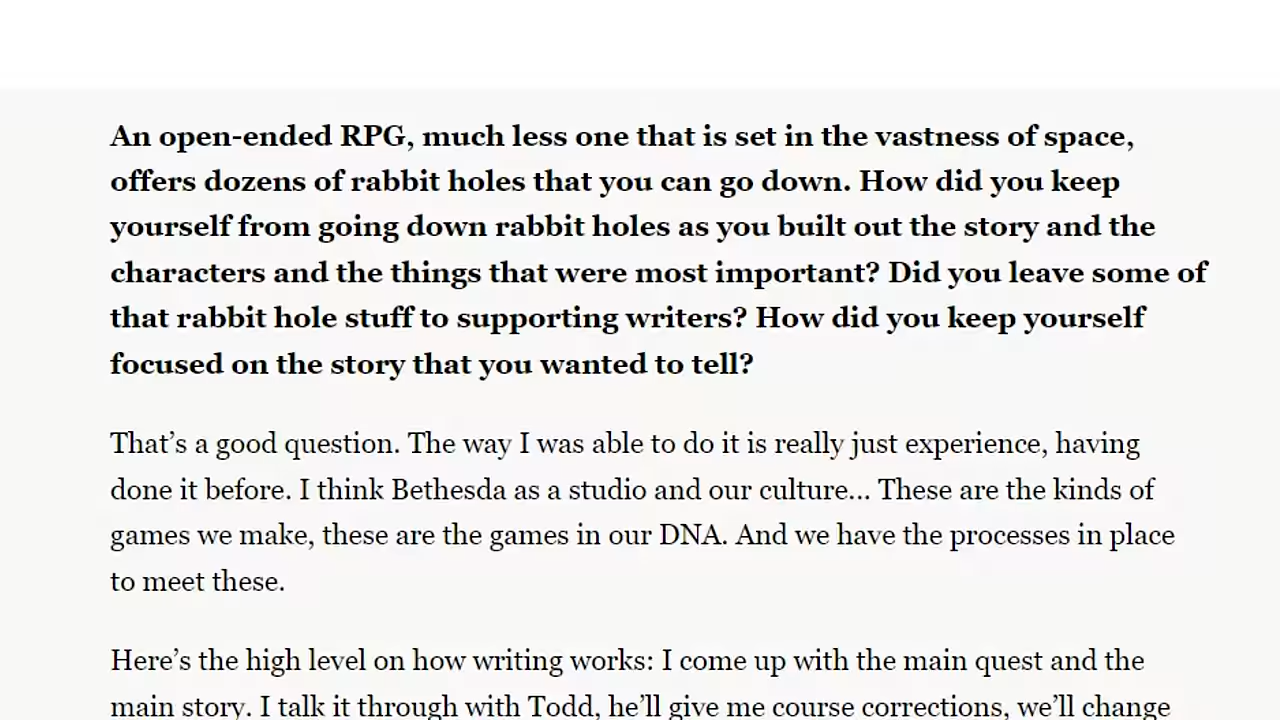 An open-ended RPG, much less one that is set in the vastness of space,
offers dozens of rabbit holes that you can go down. How did you keep
yourself from going down rabbit holes as you built out the story and the
characters and the things that were most important? Did you leave some of
that rabbit hole stuff to supporting writers? How did you keep yourself
focused on the story that you wanted to tell?
That’s a good question. The way I was able to do it is really just experience, having
done it before. I think Bethesda as a studio and our culture… These are the kinds of
games we make, these are the games in our DNA. And we have the processes in place
to meet these.
Here’s the high level on how writing works: I come up with the main quest and the
main story. I talk it through with Todd, he’ll give me course corrections, we’ll change